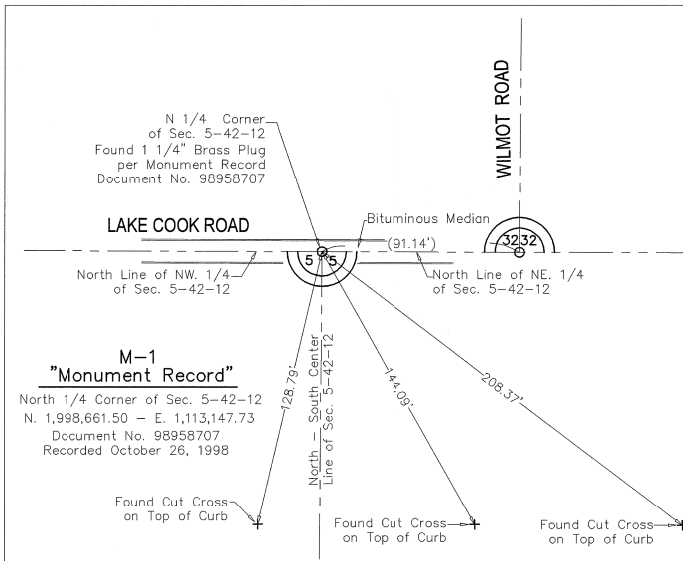 WILMOT ROAD
N 1/4 Corner
of Sec. 5-42-12
Found 1 1/4" Brass Plug
per Monument Record
Document No. 98958707
LAKE COOK ROAD
Bituminous Median
(91.14')
32 32
5 5
North Line of NW. 1/4
of Sec. 5-42-12
North Line of NE. 1/4
of Sec. 5-42-12
M-1
"Monument Record"
North 1/4 Corner of Sec. 5-42-12
N. 1,998,661.50 - E. 1,113,147.73
Document No. 98958707
Recorded October 26, 1998
128.79'
North - South Center
Line of Sec. 5-42-12
144.09'
208.37'
Found Cut Cross
on Top of Curb
Found Cut Cross
on Top of Curb
Found Cut Cross
on Top of Curb